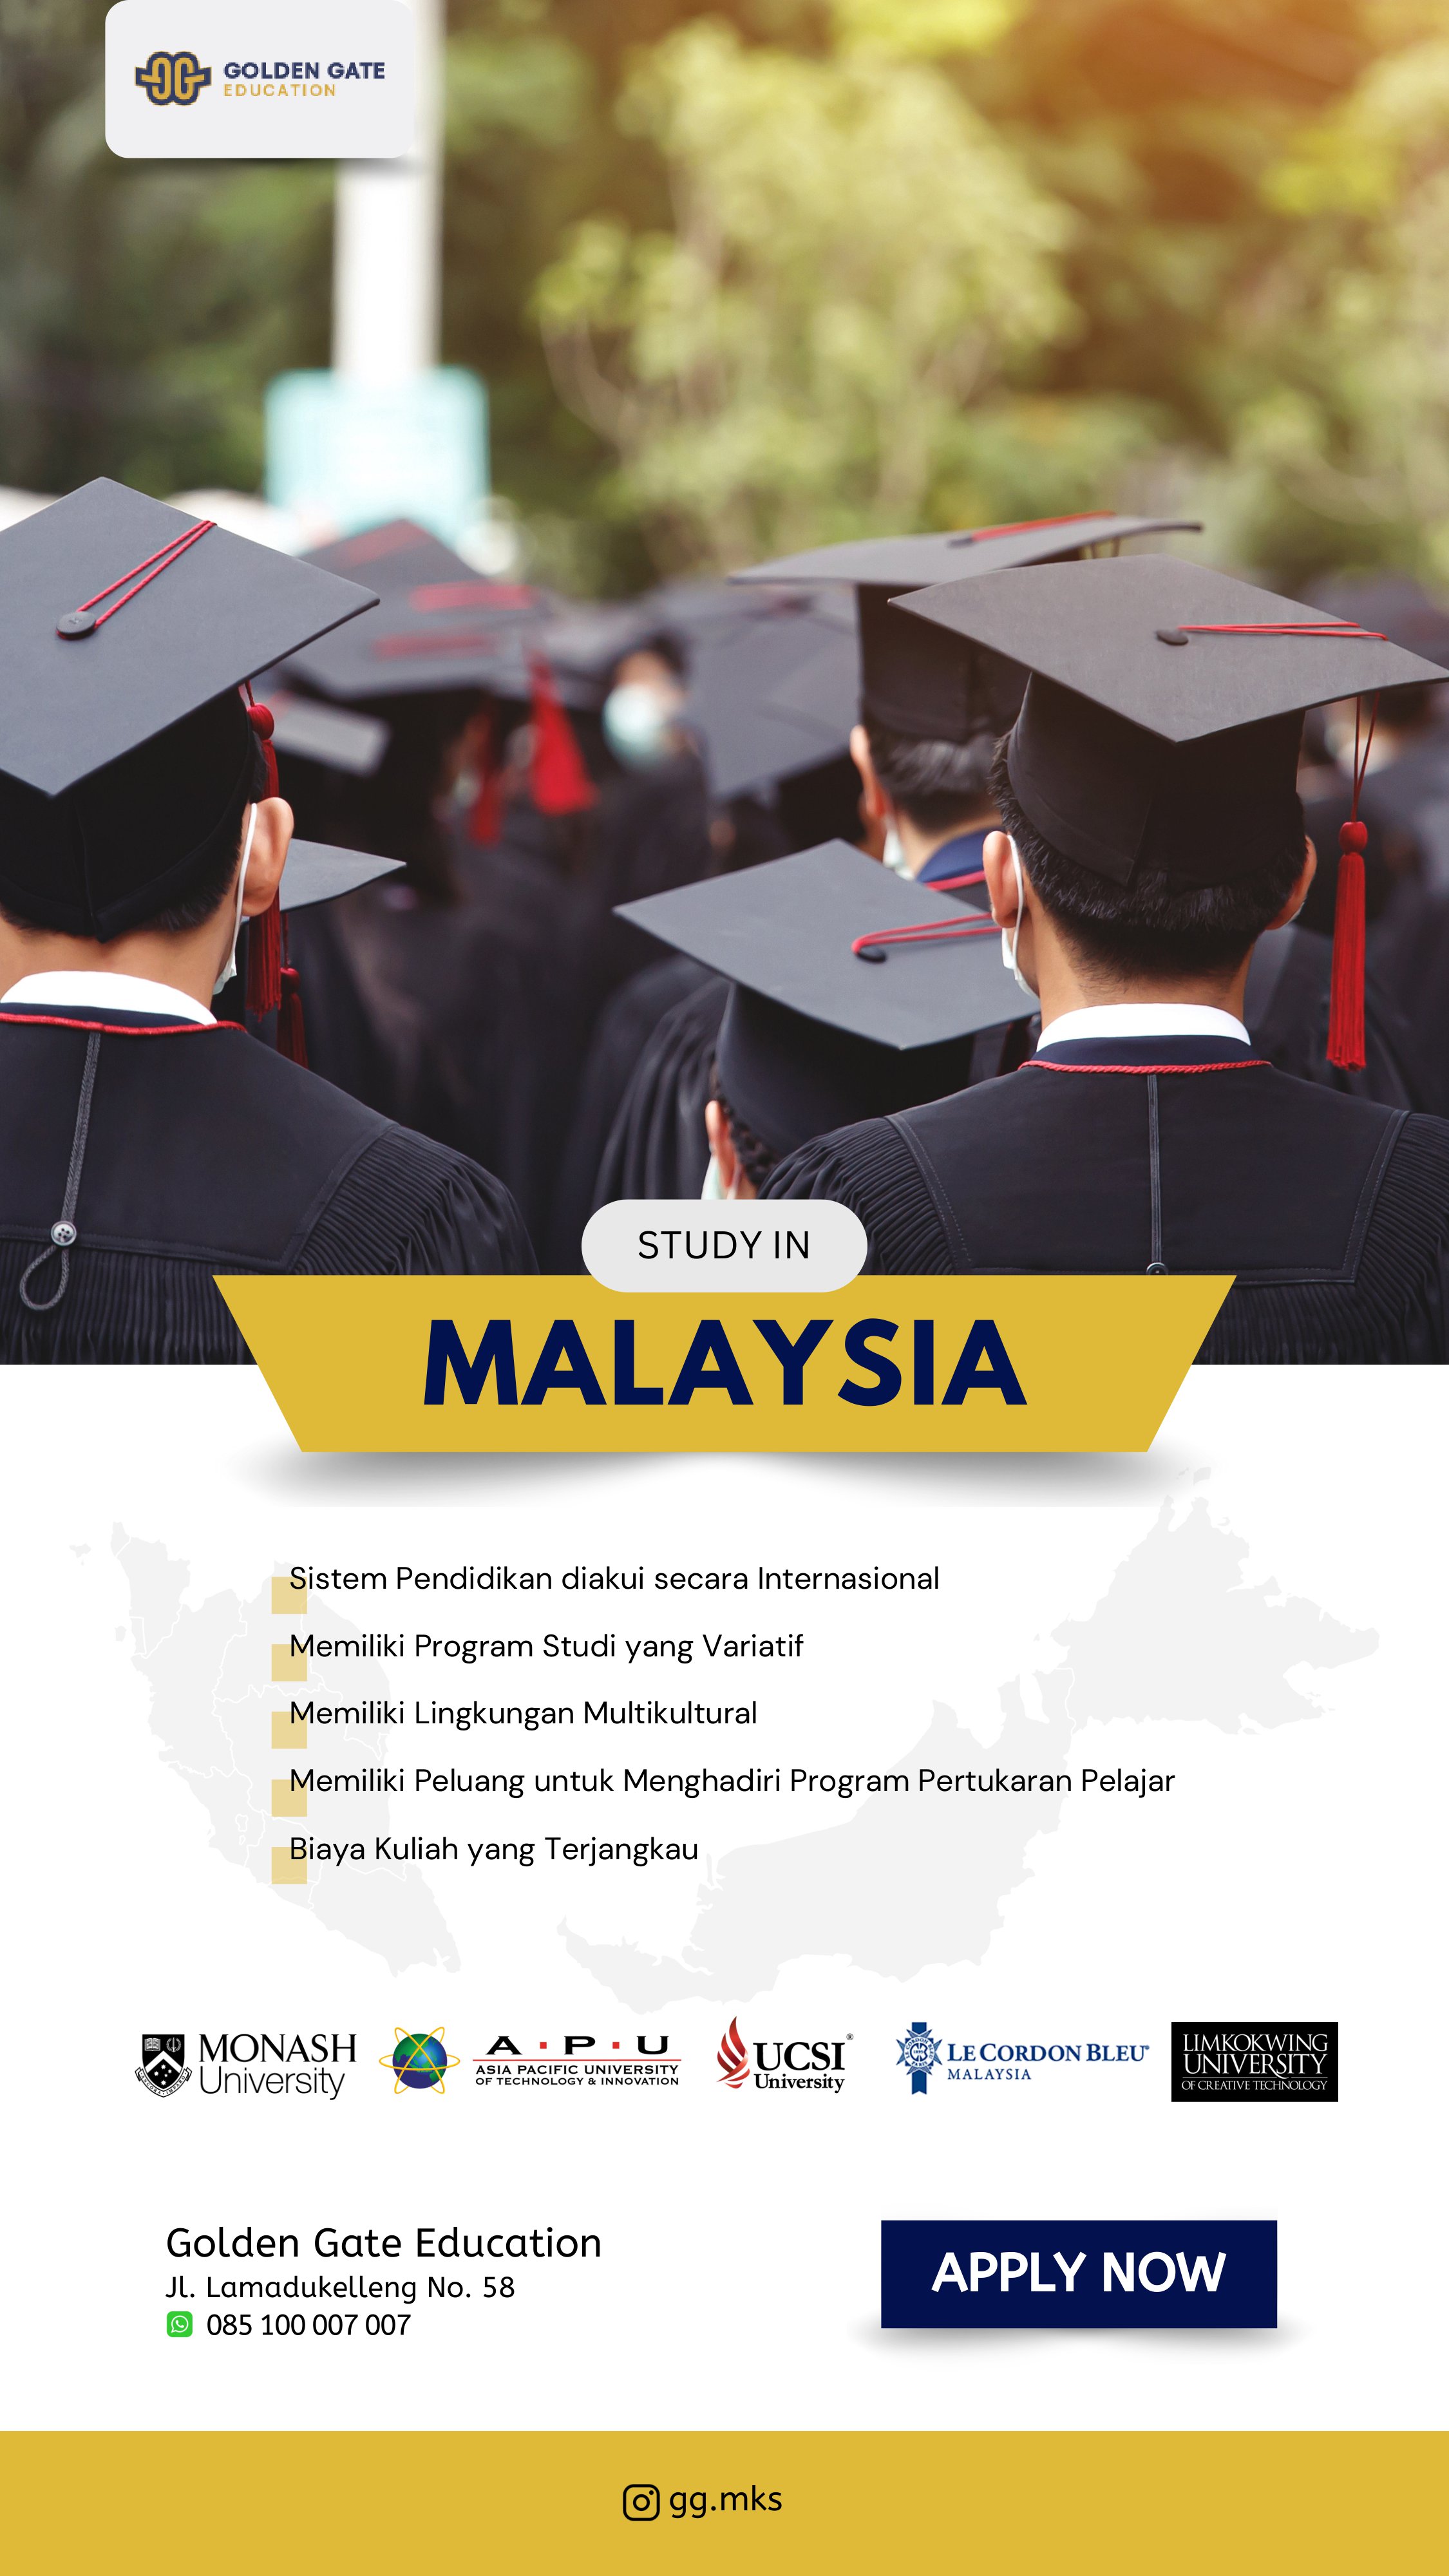 GOLDEN GATE
EDUCATION
STUDY IN
MALAYSIA
Sistem Pendidikan diakui secara Internasional
Memiliki Program Studi yang Variatif
Memiliki Lingkungan Multikultural
Memiliki Peluang untuk Menghadiri Program Pertukaran Pelajar
Biaya Kuliah yang Terjangkau
MONASH
University
A·P·U
ASIA PACIFIC UNIVERSITY
OF TECHNOLOGY & INNOVATION
UCSI®
University
LE CORDON BLEU®
MALAYSIA
LIMKOKWING
UNIVERSITY
OF CREATIVE TECHNOLOGY
Golden Gate Education
Jl. Lamadukelleng No. 58
085 100 007 007
APPLY NOW
gg.mks